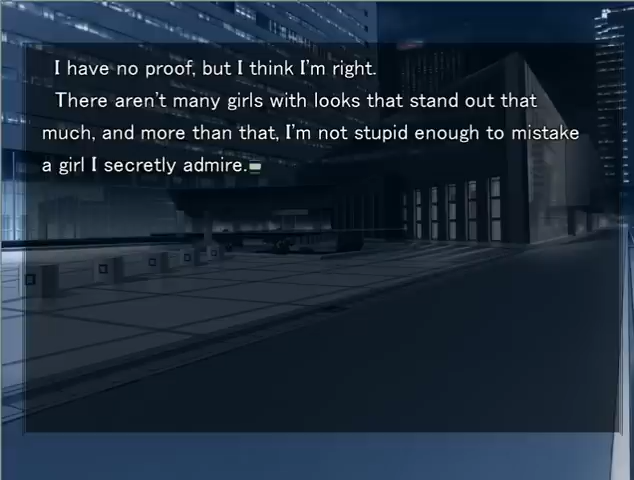 I have no proof, but I think I'm right.
There aren't many girls with looks that stand out that
much, and more than that, I'm not stupid enough to mistake
a girl I secretly admire.